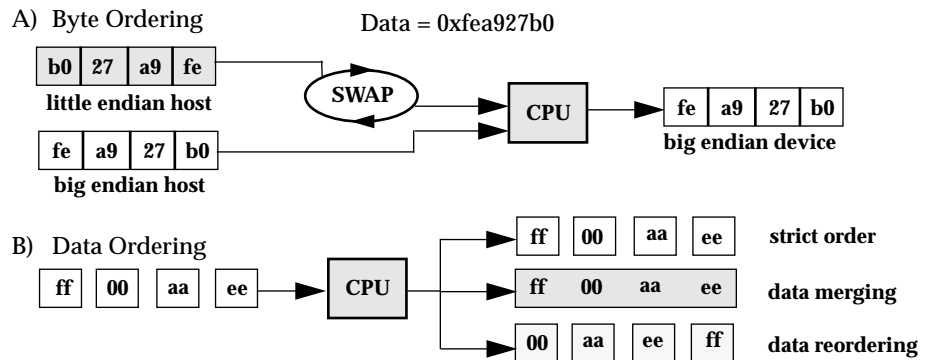 A) Byte Ordering
Data = 0xfea927b0
b0 27 a9 fe
little endian host
SWAP
CPU
fe a9 27 b0
big endian device
fe a9 27 b0
big endian host
B) Data Ordering
ff 00 aa ee
CPU
ff 00 aa ee
strict order
ff 00 aa ee
data merging
00 aa ee ff
data reordering